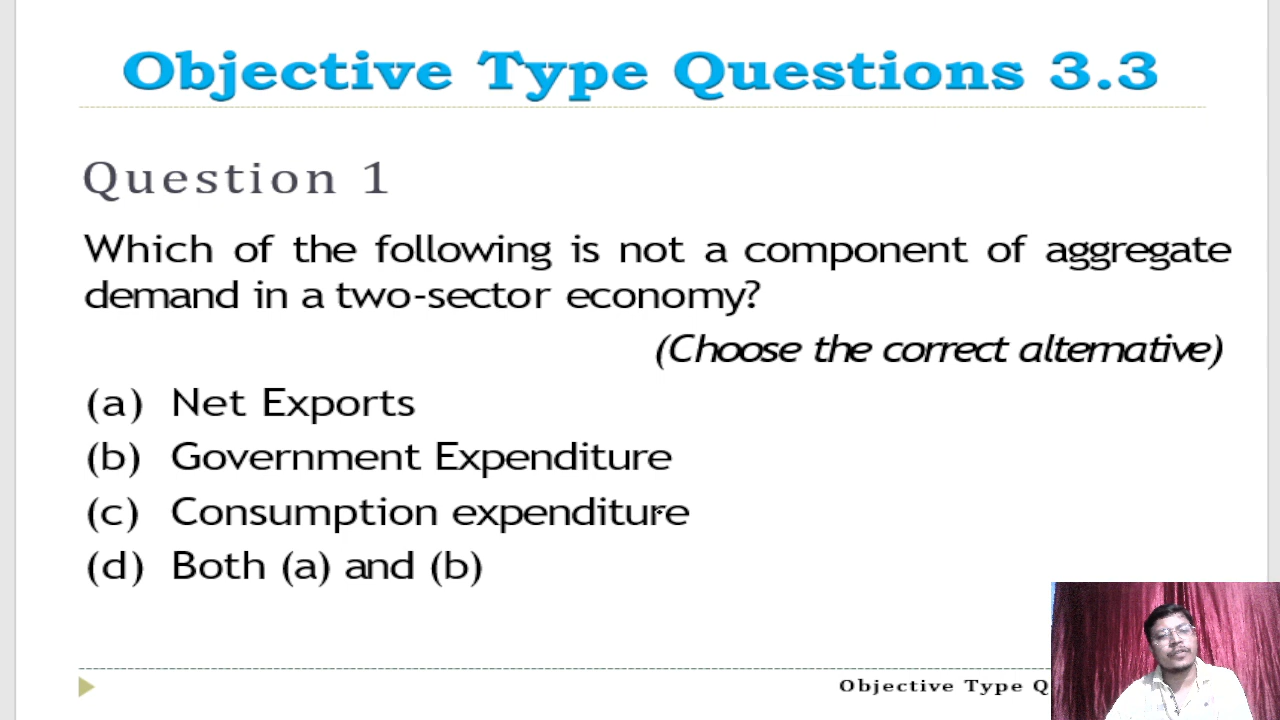 Objective Type Questions 3.3
Question 1
Which of the following is not a component of aggregate
demand in a two-sector economy?
(Choose the correct alternative)
(a) Net Exports
(b) Government Expenditure
(c) Consumption expenditure
(d) Both (a) and (b)
Objective Type Q